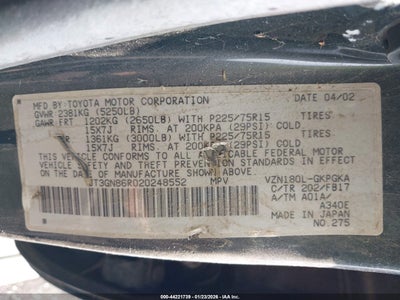 MFD BY TOYOTA MOTOR CORPORATION 04/02
GVWR 2381KG (5250LB)
GAWR FRT 1202KG (2650LB) WITH P225/75R15 TIRES
15X7J RIMS. AT 200KPA (29PSI) COLD
1361KG (3000LB) WITH P225/75R15 TIRES
15X7J RIMS. AT 200KPA (29PSI) COLD
THIS VEHICLE CONFORMS TO ALL APPLICABLE FEDERAL MOTOR
VEHICLE SAFETY AND THEFT PREVENTION STANDARDS IN EFFECT ON
THE DATE OF MANUFACTURE SHOWN ABOVE.
JT3GN86R020248552 MPV VZN180L-GKPGKA
C/TR 202/FB17
A/TM A01A/
A340E
MADE IN JAPAN
NO. 275
000 - 44221739 - 01/23/2026 - IAA Inc.